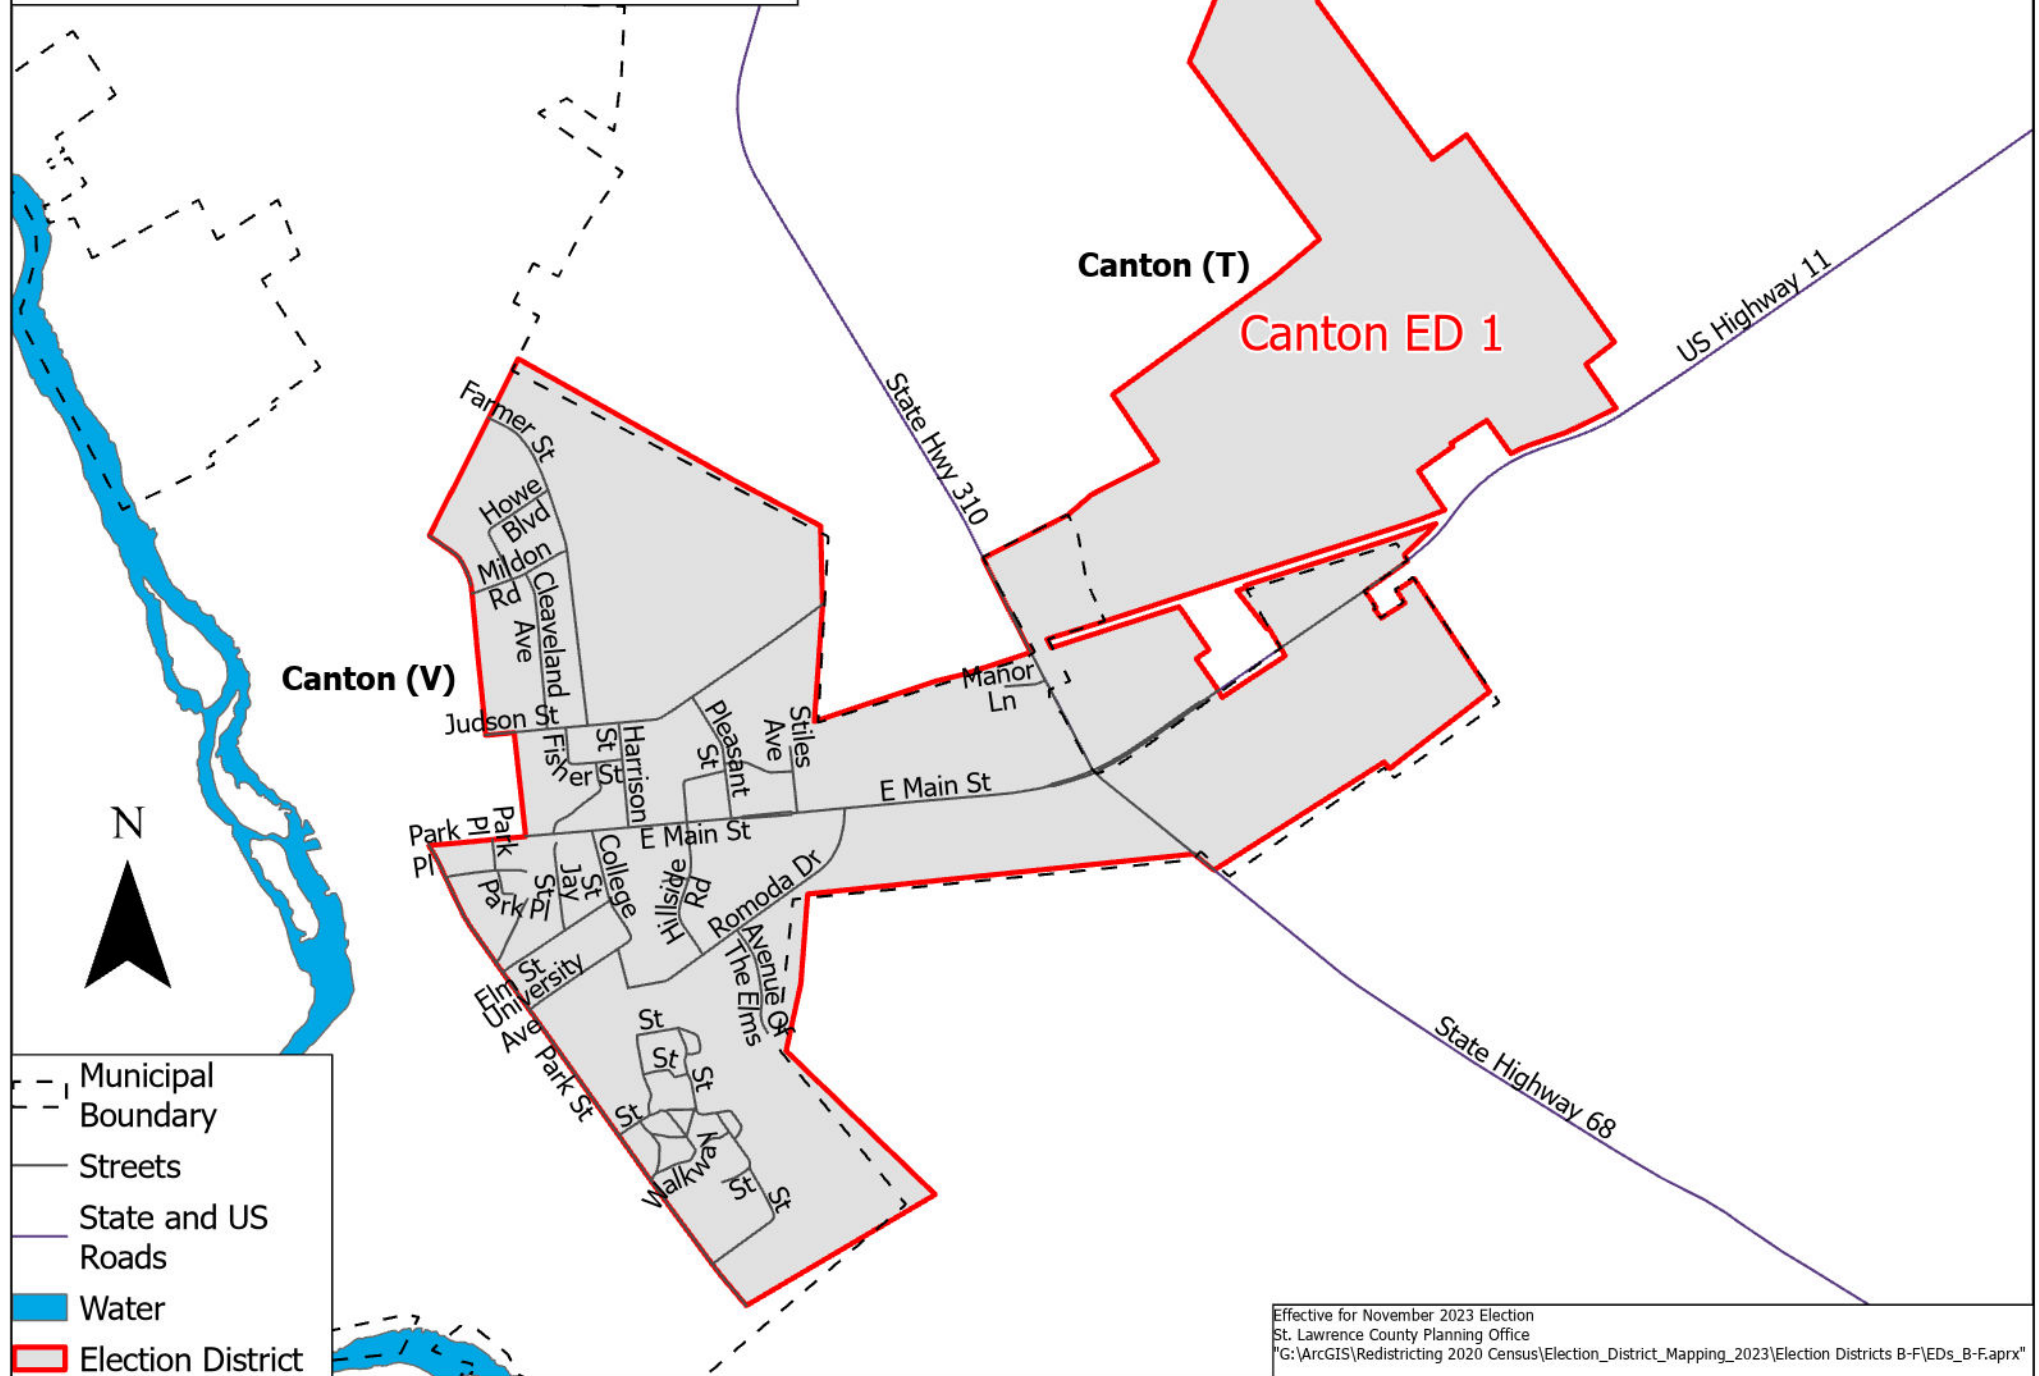 Canton (T)
Canton ED 1
US Highway 11
State Hwy 310
Farmer St
Howe
Blvd
Mildon
Rd
Cleaveland
Ave
Canton (V)
Judson St
Manor
Ln
Fisher St
St
Harrison
Pleasant
St
Stiles
Ave
E Main St
E Main St
Park
Pl
Park
Pl
Park Pl
St
Jay
St
College
Hillside
Rd
Romoda Dr
Avenue Of
The Elms
Elm
St
University
Ave
Park St
St
St
St
St
St
St
State Highway 68
N
Municipal
Boundary
Streets
State and US
Roads
Water
Election District
Effective for November 2023 Election
St. Lawrence County Planning Office
"G:\ArcGIS\Redistricting 2020 Census\Election_District_Mapping_2023\Election Districts B-F\EDs_B-F.aprx"